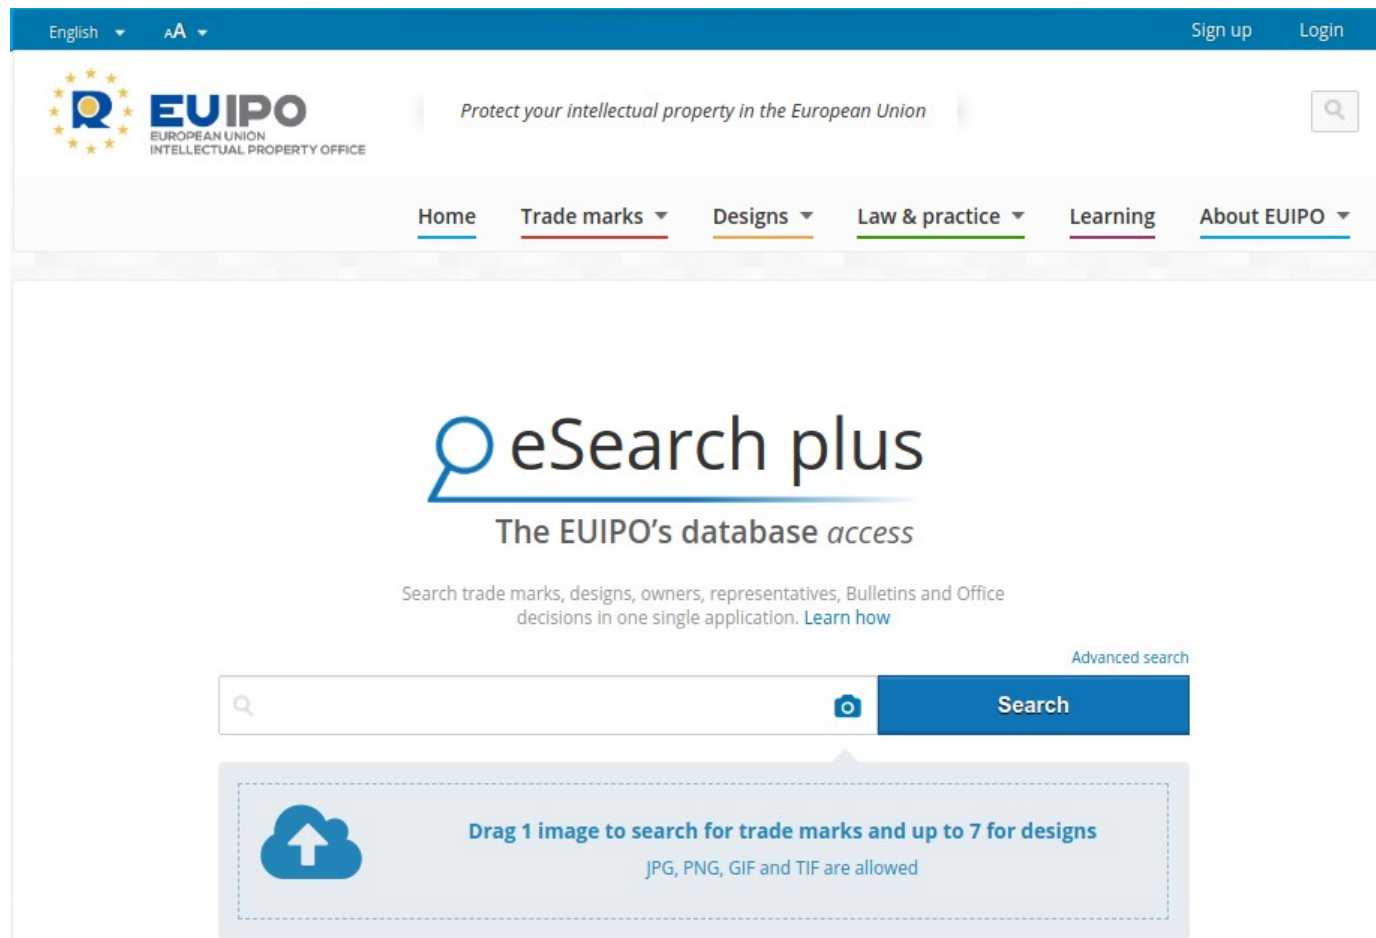 English
AA
Sign up
Login
R
EUIPO
EUROPEAN UNION
INTELLECTUAL PROPERTY OFFICE
Protect your intellectual property in the European Union
Home
Trade marks
Designs
Law & practice
Learning
About EUIPO
eSearch plus
The EUIPO’s database access
Search trade marks, designs, owners, representatives, Bulletins and Office
decisions in one single application. Learn how
Advanced search
Search
Drag 1 image to search for trade marks and up to 7 for designs
JPG, PNG, GIF and TIF are allowed